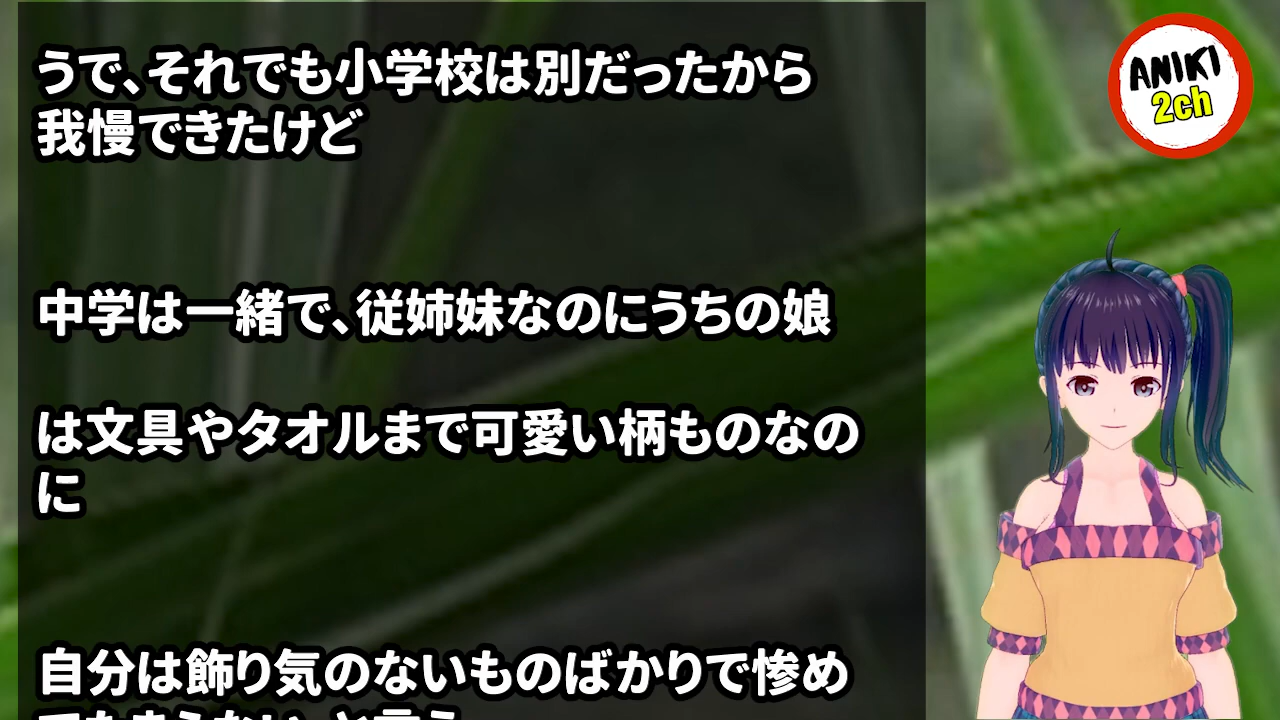 うで、それでも小学校は別だったから
我慢できたけど
中学は一緒で、従姉妹なのにうちの娘
は文具やタオルまで可愛い柄ものなの
に
自分は飾り気のないものばかりで惨め
ANIKI
2ch